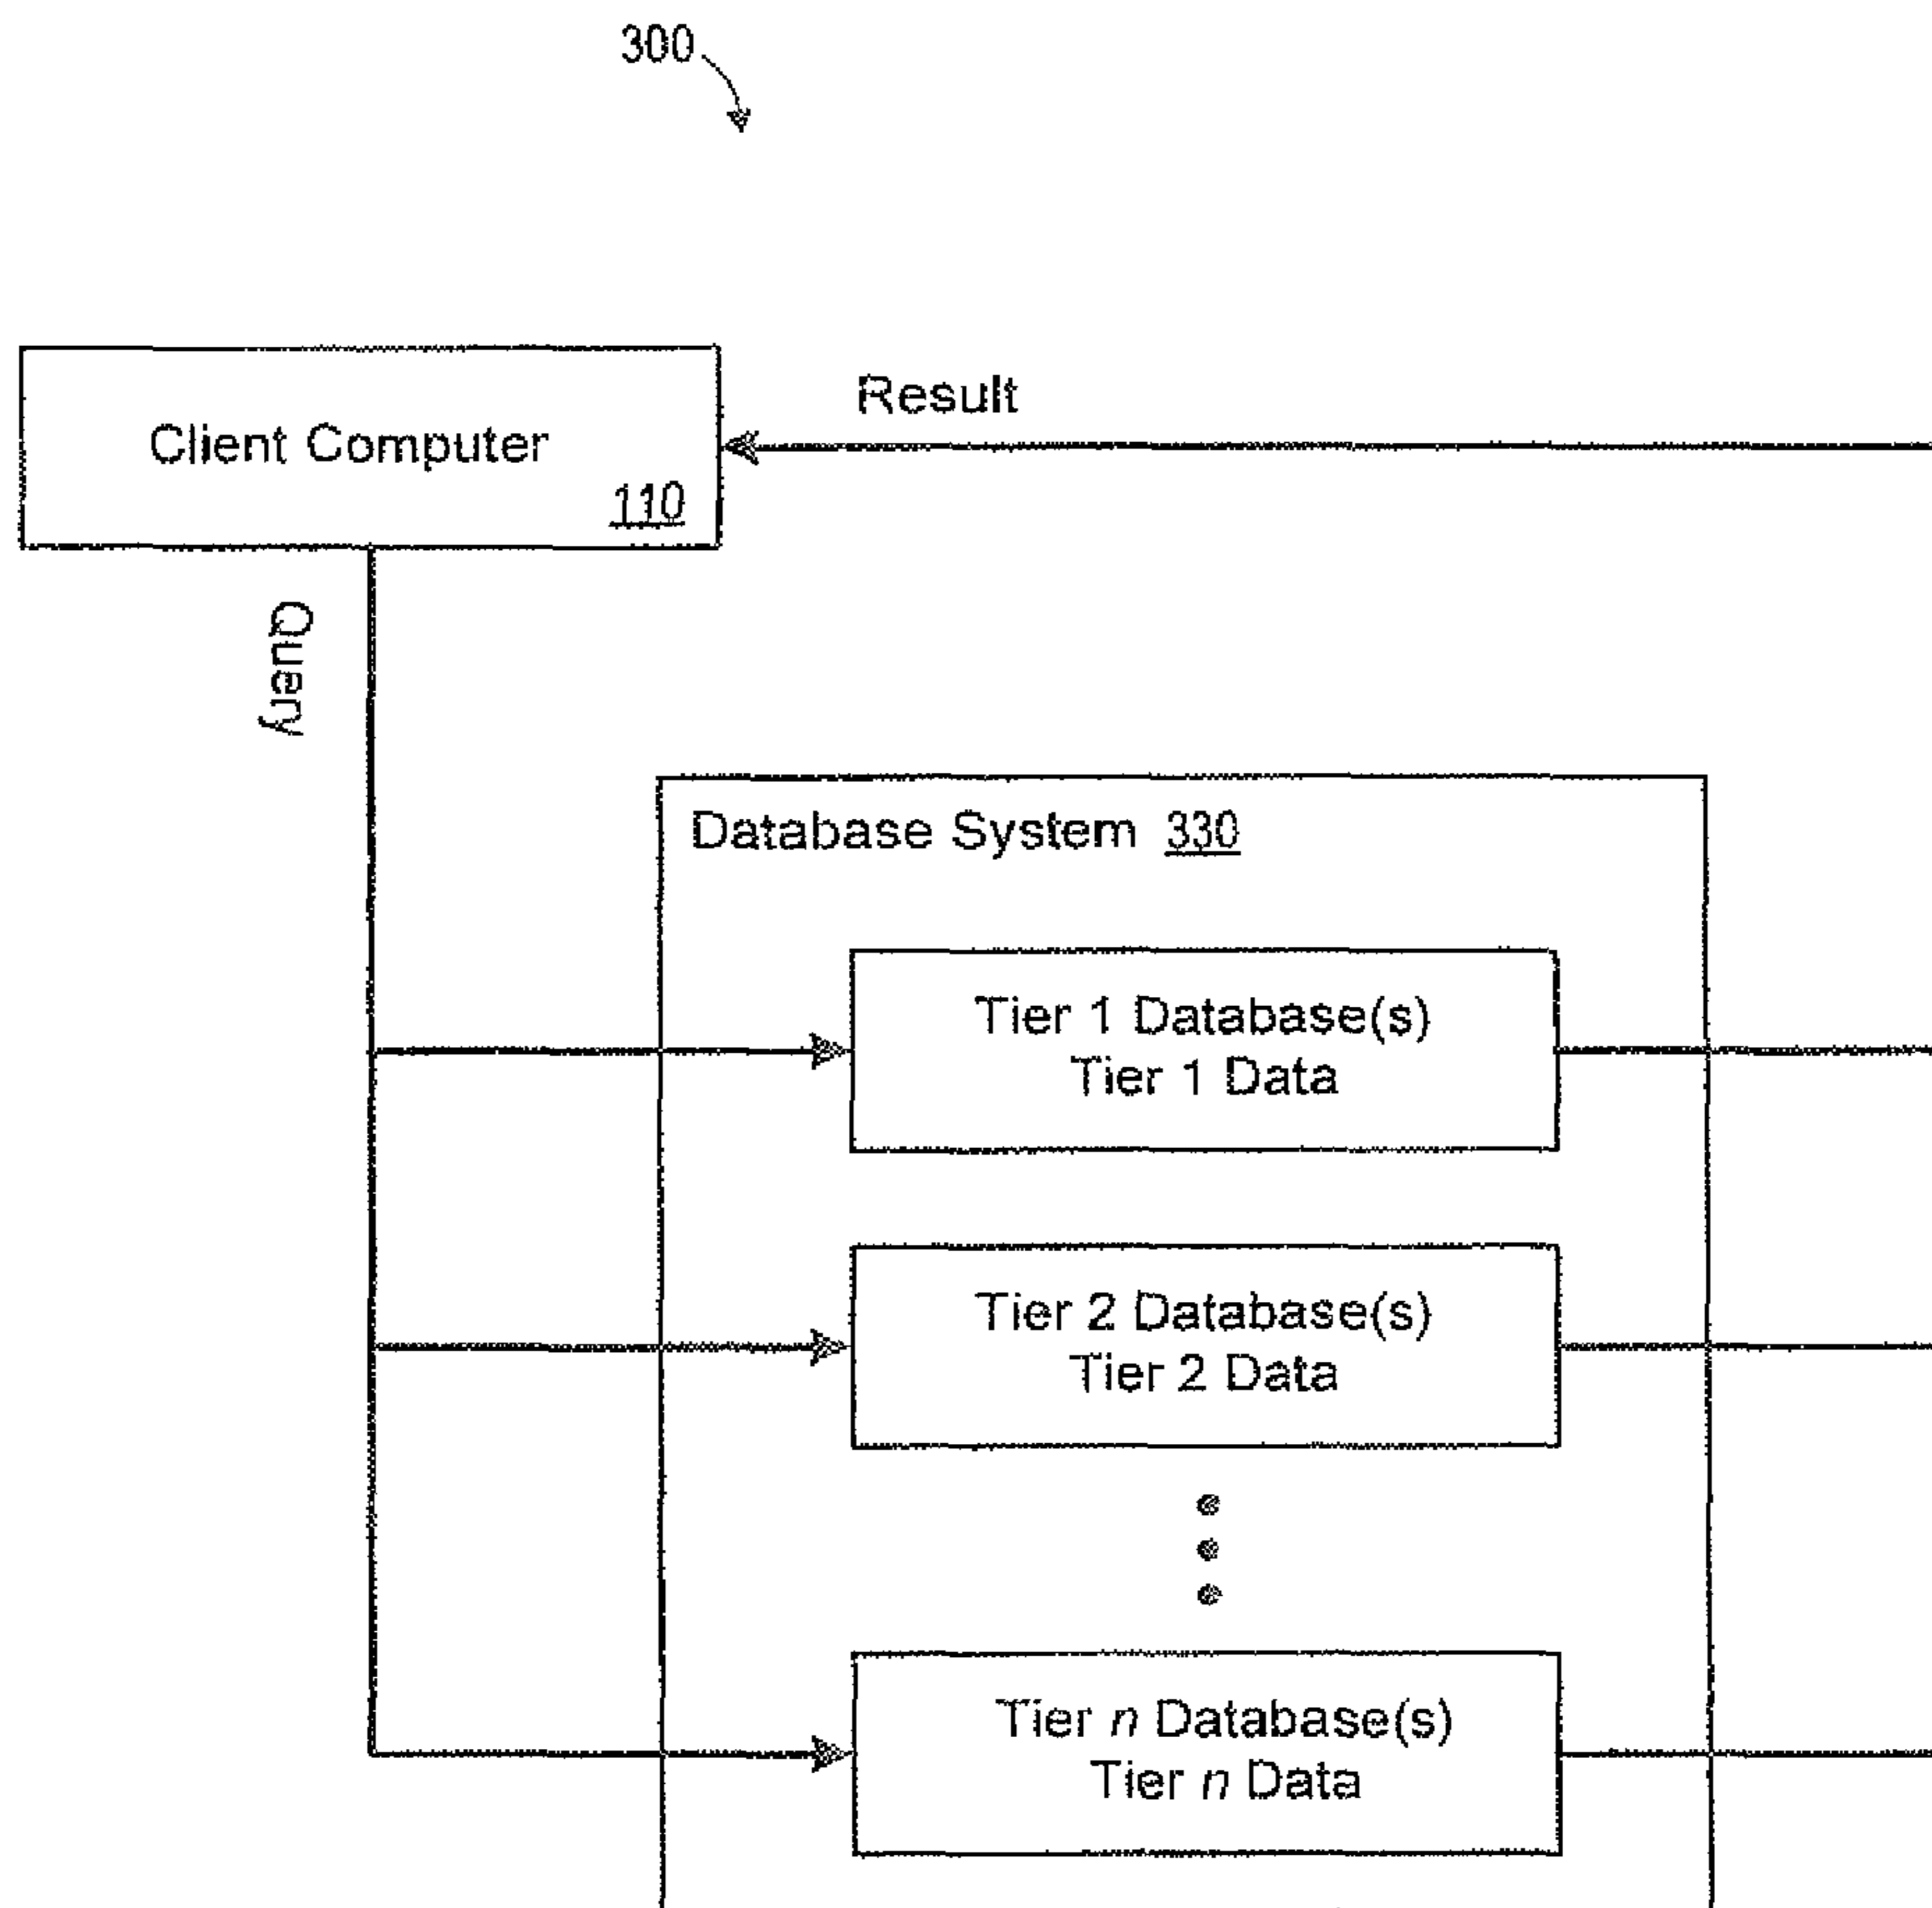 300
Result
Client Computer
110
Query
Database System 330
Tier 1 Database(s)
Tier 1 Data
Tier 2 Database(s)
Tier 2 Data
Tier n Database(s)
Tier n Data